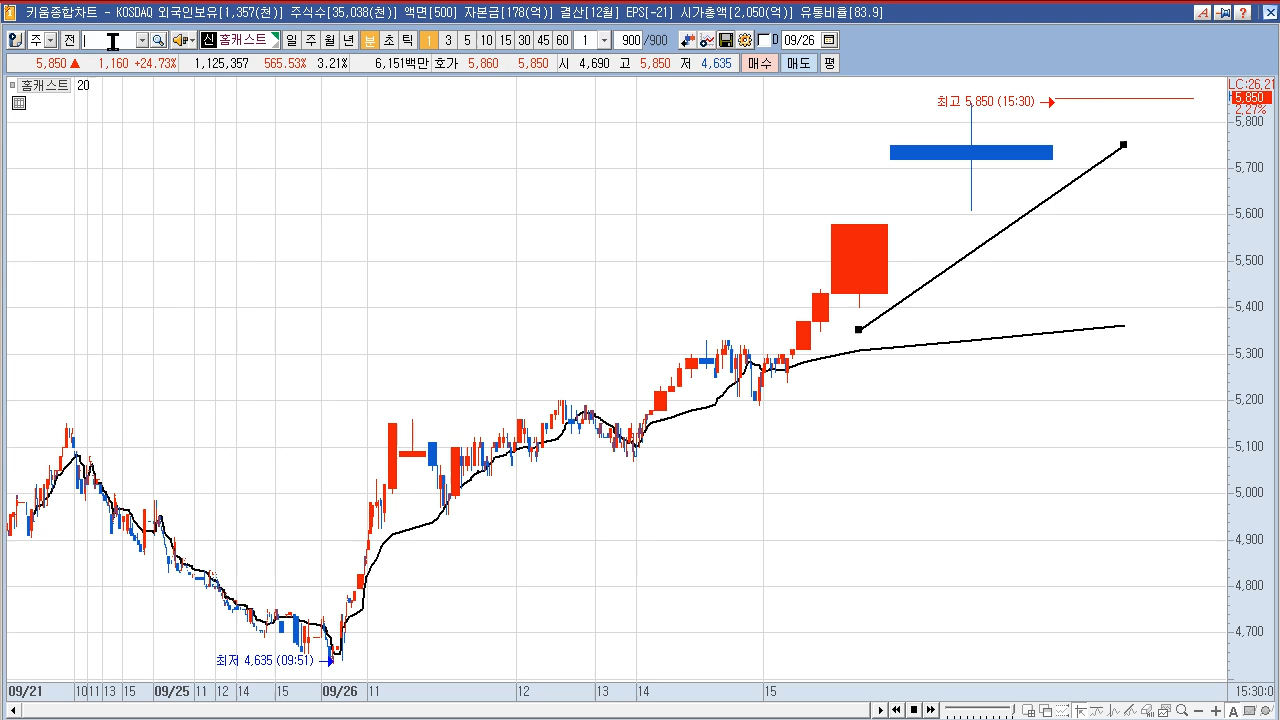 키움종합차트 - KOSDAQ 외국인보유[1,357(천)] 주식수[35,038(천)] 액면[500] 자본금[178(억)] 결산[12월] EPS[-21] 시가총액[2,050(억)] 유통비율[83.9]
주 전 신 홈캐스트 일 주 월 년 분 초 틱 1 3 5 10 15 30 45 60 1 900 /900 D 09/26
5,850 ▲ 1,160 +24.73% 1,125,357 565.53% 3.21% 6,151백만 호가 5,860 5,850 시 4,690 고 5,850 저 4,635 매수 매도 평
홈캐스트 20
LC:26,21
최고 5,850 (15:30)
5,850
2,27%
5,800
5,700
5,600
5,500
5,400
5,300
5,200
5,100
5,000
4,900
4,800
4,700
최저 4,635 (09:51)
09/21 10 11 13 15 09/25 11 12 14 15 09/26 11 12 13 14 15 15:30:0
A